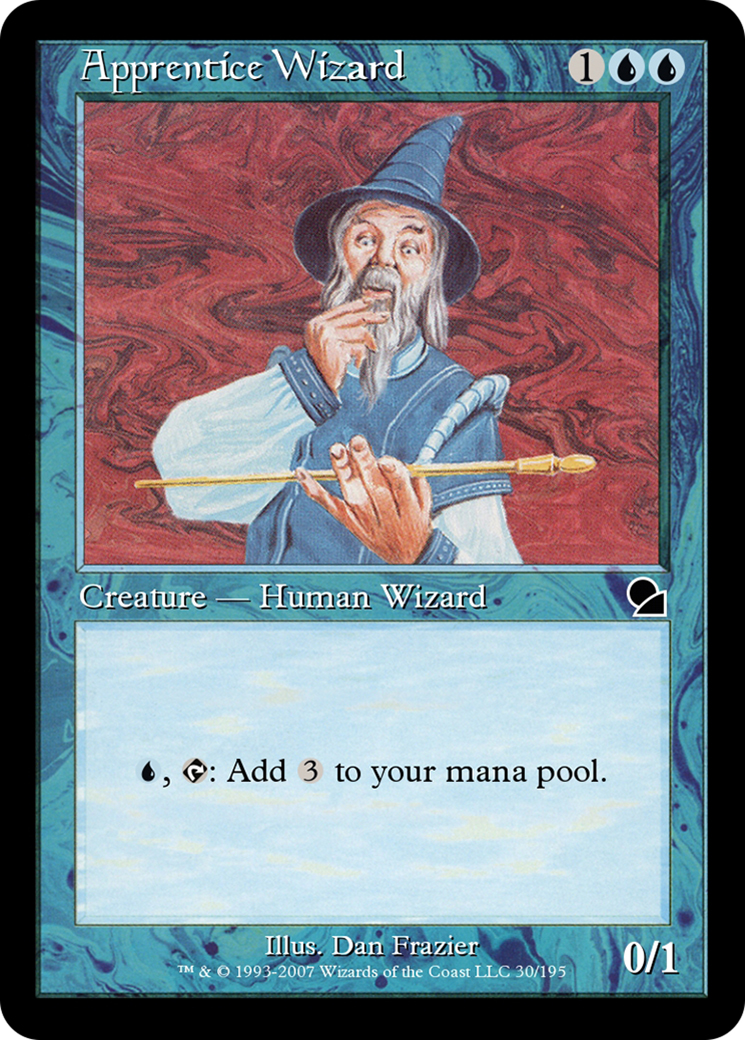 Apprentice Wizard 1
Creature — Human Wizard
, : Add 3 to your mana pool.
Illus. Dan Frazier
™ & © 1993-2007 Wizards of the Coast LLC 30/195
0/1